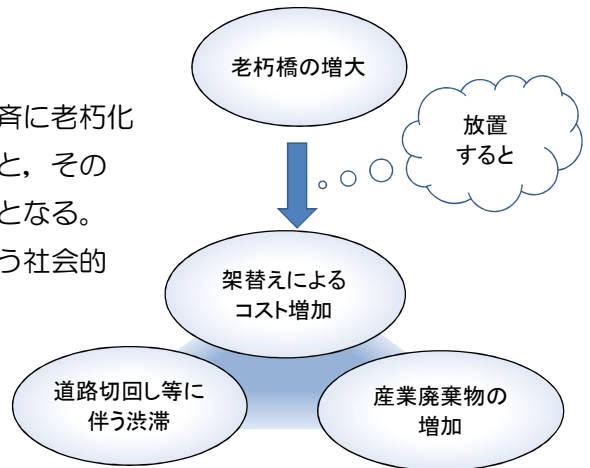 老朽橋の増大
斉に老朽化
と，その
となる。
う社会的
放置
すると
架替えによる
コスト増加
道路切回し等に
伴う渋滞
産業廃棄物の
増加